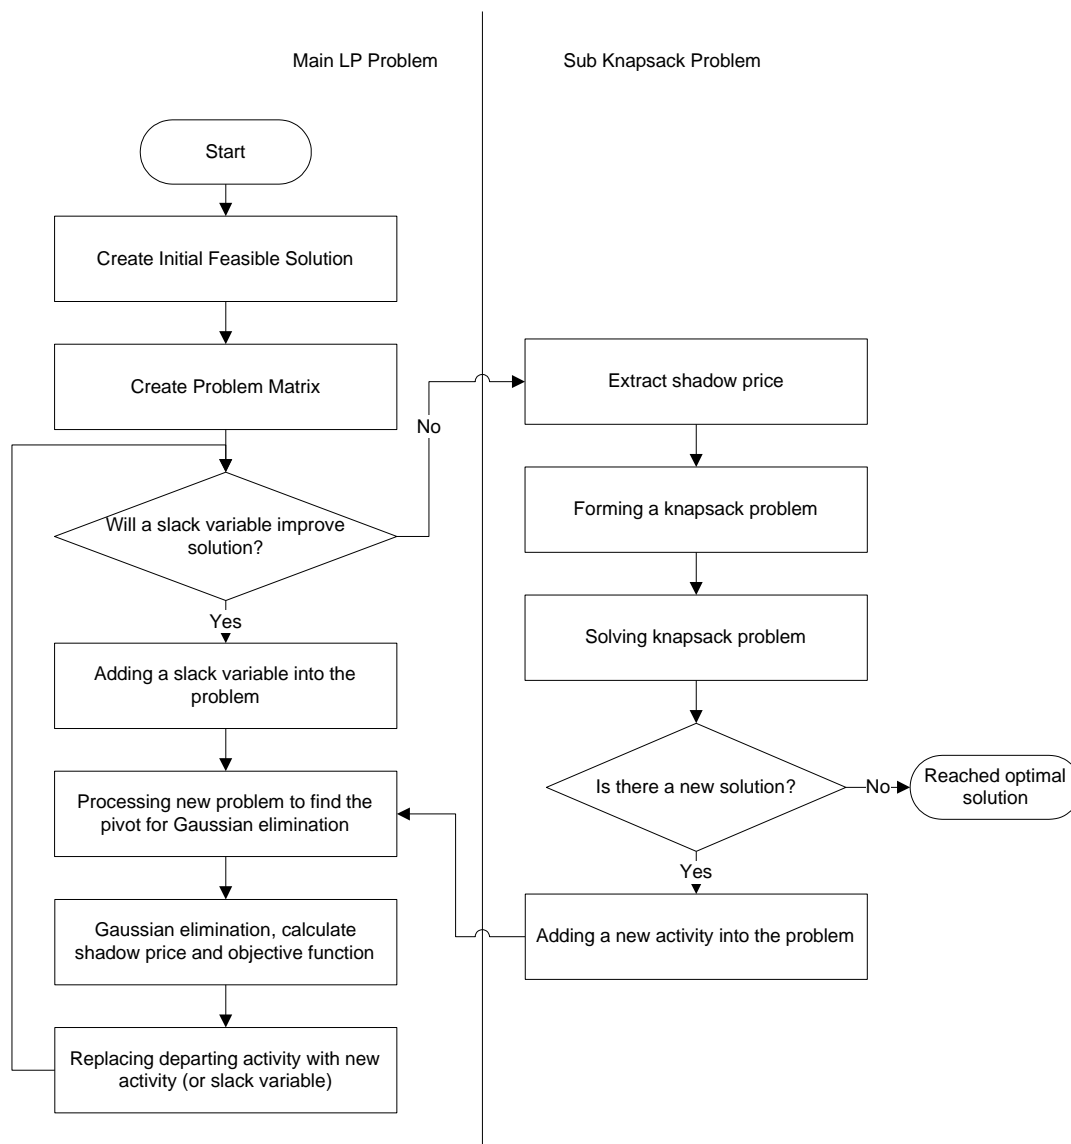 Main LP Problem
Sub Knapsack Problem
Start
Create Initial Feasible Solution
Create Problem Matrix
Will a slack variable improve
solution?
No
Yes
Adding a slack variable into the
problem
Processing new problem to find the
pivot for Gaussian elimination
Gaussian elimination, calculate
shadow price and objective function
Replacing departing activity with new
activity (or slack variable)
Extract shadow price
Forming a knapsack problem
Solving knapsack problem
Is there a new solution?
No
Reached optimal
solution
Yes
Adding a new activity into the problem